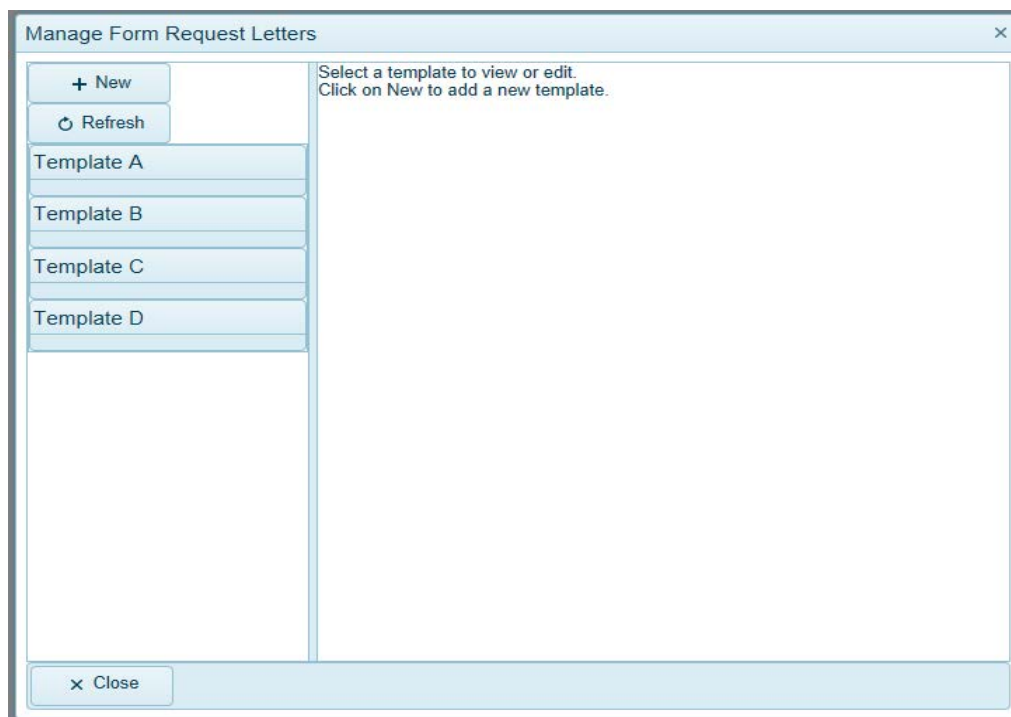 Manage Form Request Letters
New
Refresh
Template A
Template B
Template C
Template D
Select a template to view or edit.
Click on New to add a new template.
Close